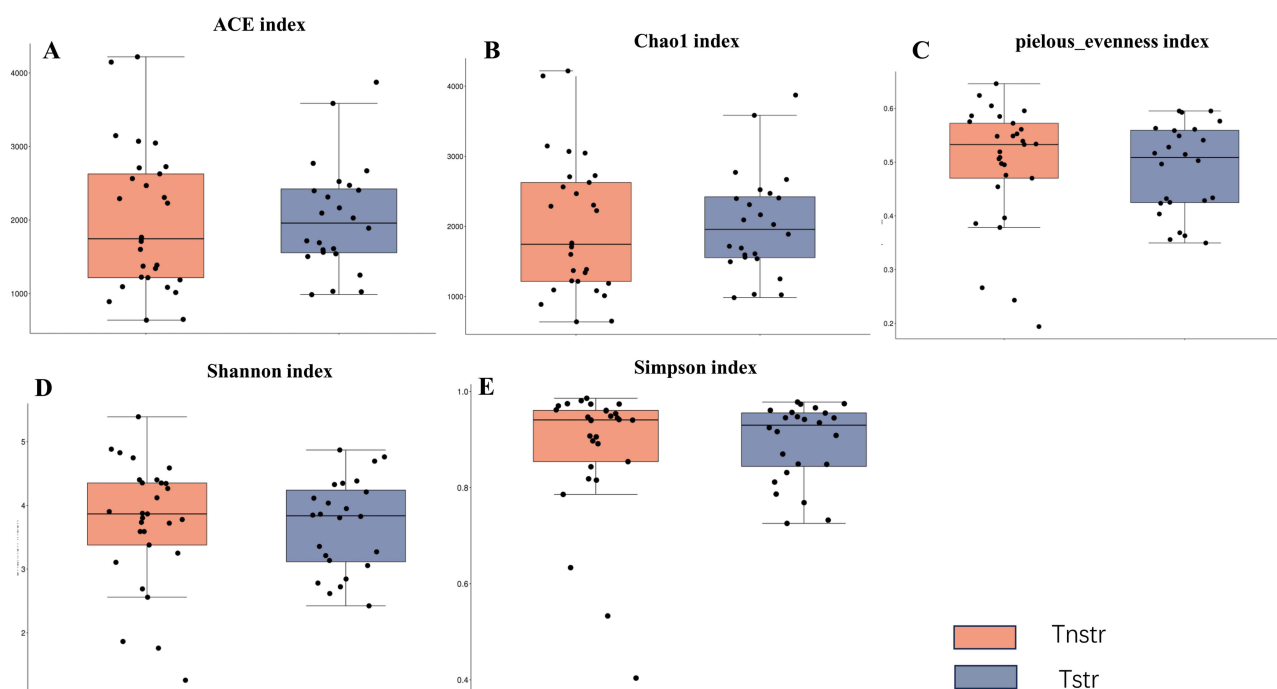 ACE index
A
4000
3000
2000
1000
Chao1 index
B
4000
3000
2000
1000
pielous_evenness index
C
0.6
0.5
0.4
0.3
0.2
Shannon index
D
5
4
3
2
Simpson index
E
1.0
0.8
0.6
0.4
Tnstr
Tstr